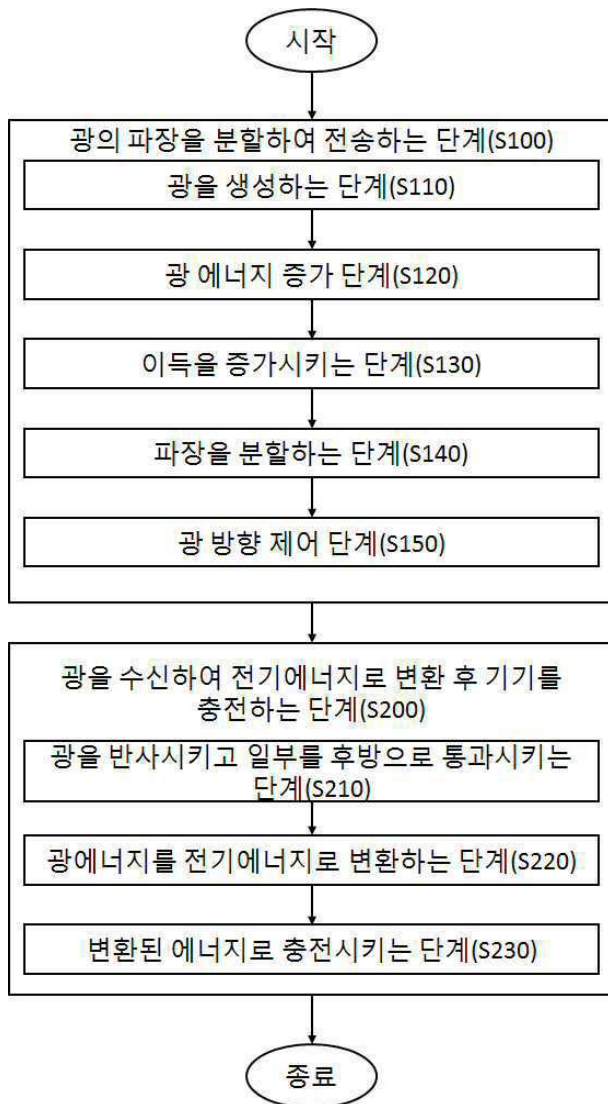 시작
광의 파장을 분할하여 전송하는 단계(S100)
광을 생성하는 단계(S110)
광 에너지 증가 단계(S120)
이득을 증가시키는 단계(S130)
파장을 분할하는 단계(S140)
광 방향 제어 단계(S150)
광을 수신하여 전기에너지로 변환 후 기기를
충전하는 단계(S200)
광을 반사시키고 일부를 후방으로 통과시키는
단계(S210)
광에너지를 전기에너지로 변환하는 단계(S220)
변환된 에너지로 충전시키는 단계(S230)
종료